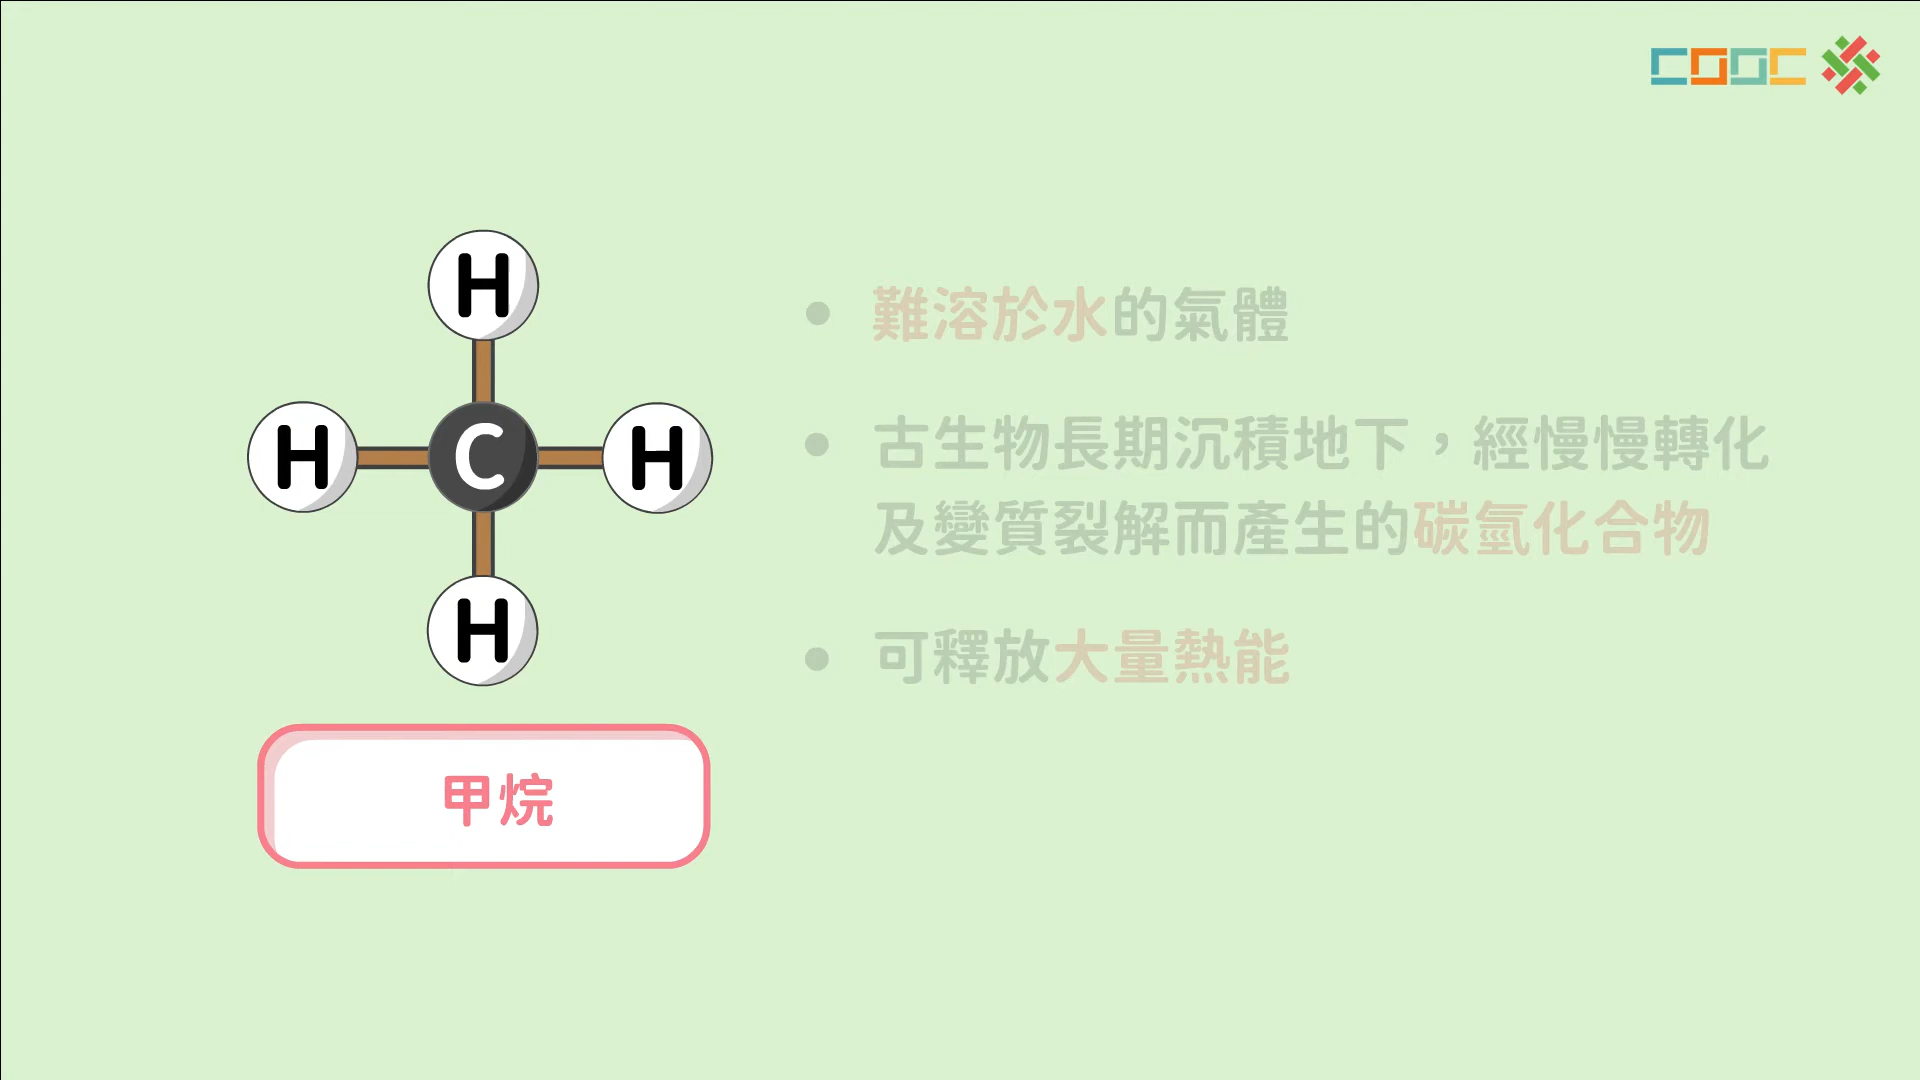 COOC
H
H
C
H
H
甲烷
難溶於水的氣體
古生物長期沉積地下，經慢慢轉化
及變質裂解而產生的碳氫化合物
可釋放大量熱能